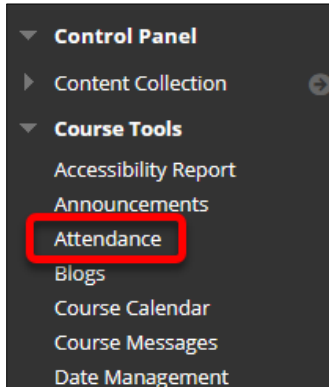 Control Panel
Content Collection
Course Tools
Accessibility Report
Announcements
Attendance
Blogs
Course Calendar
Course Messages
Date Management